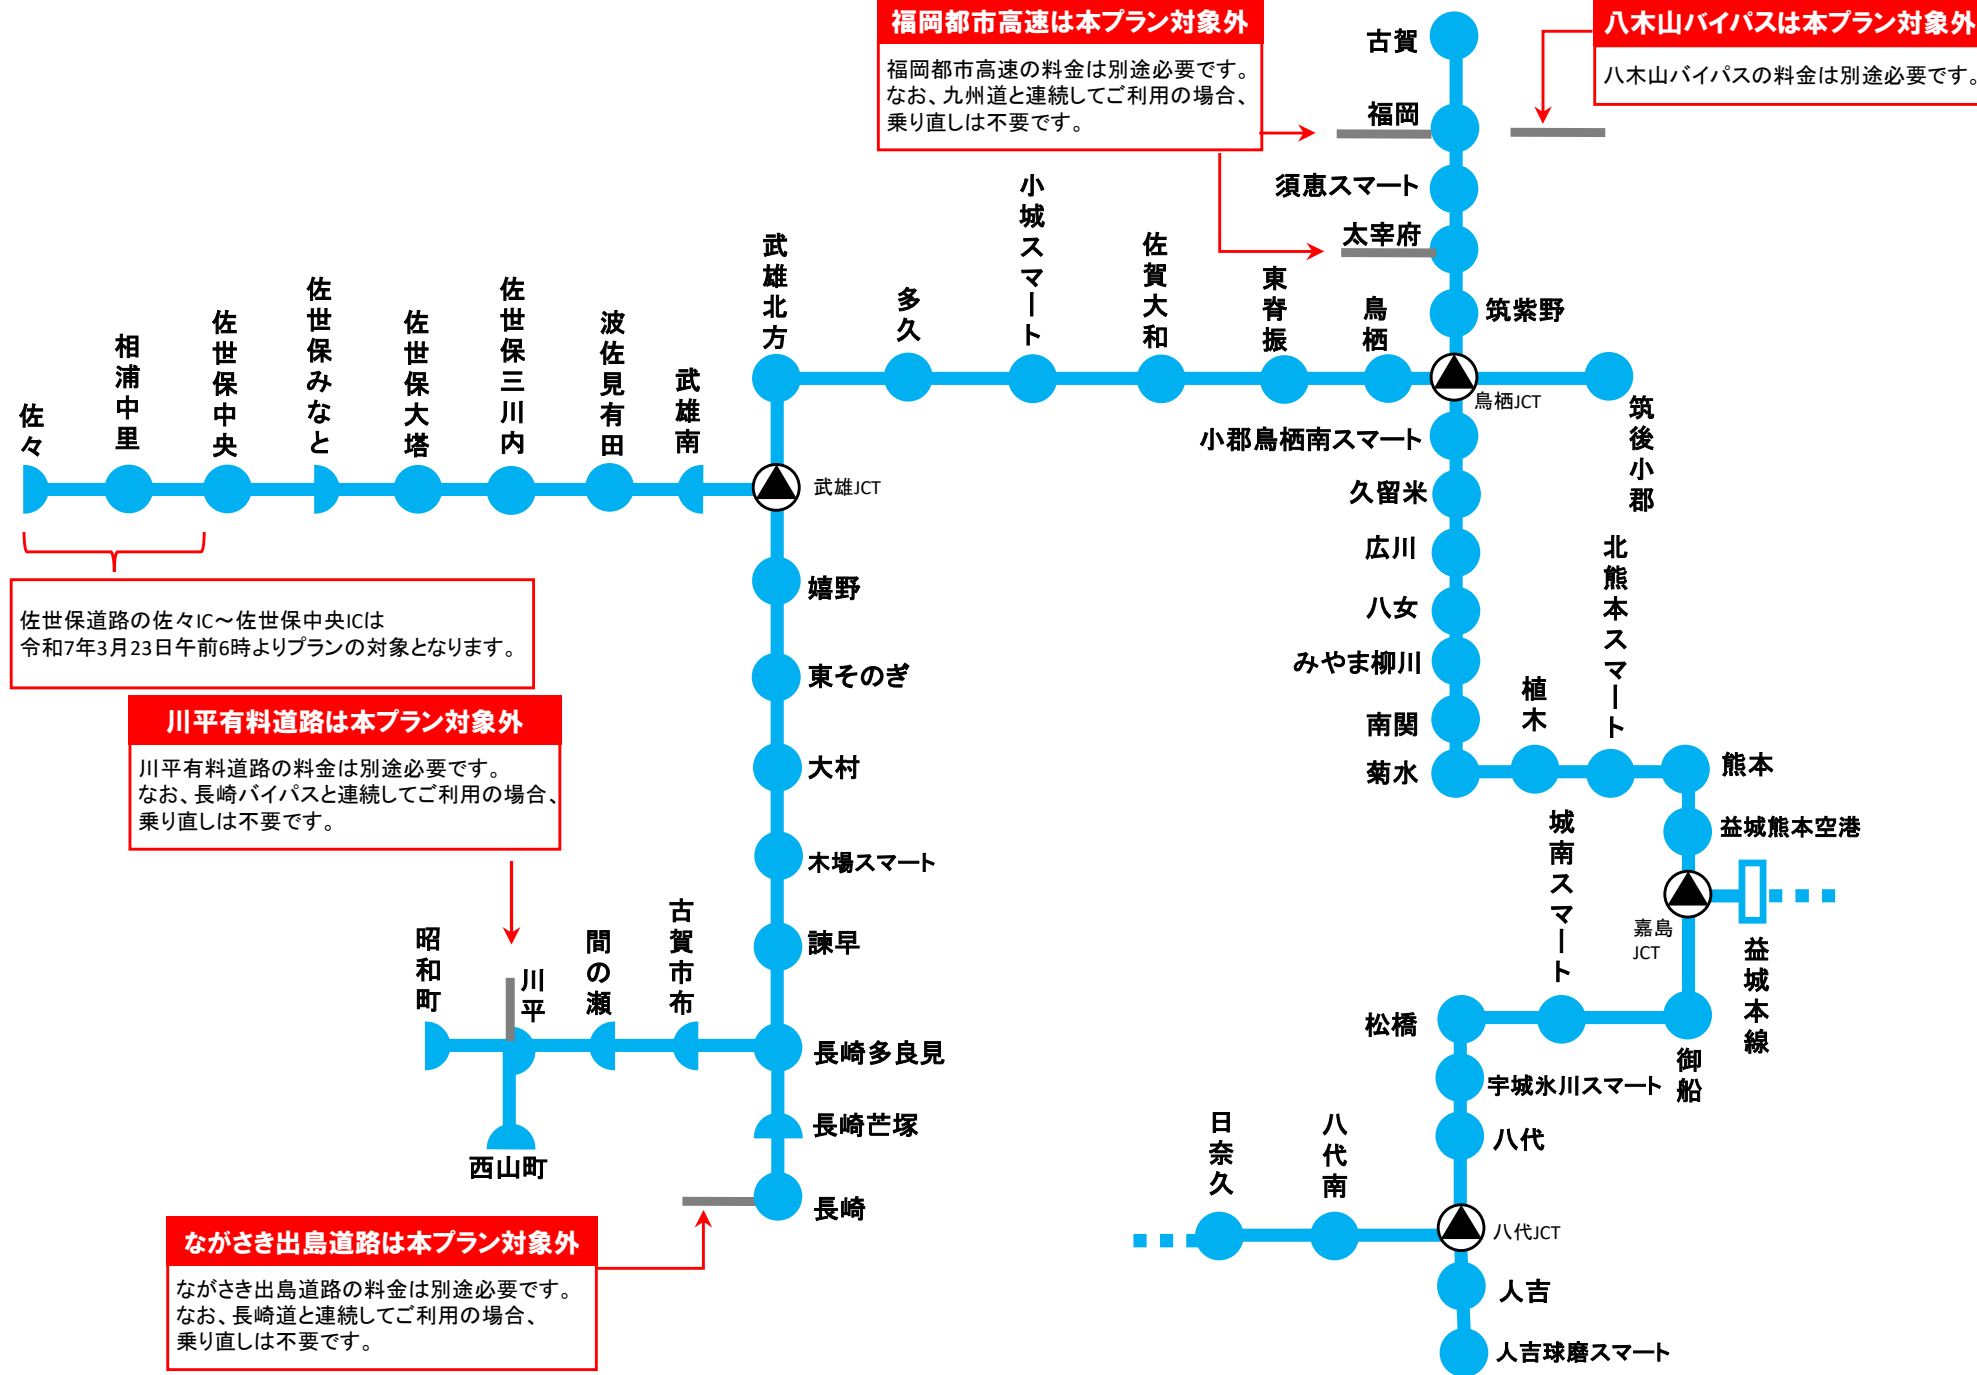 福岡都市高速は本プラン対象外
福岡都市高速の料金は別途必要です。
なお、九州道と連続してご利用の場合、
乗り直しは不要です。
八木山バイパスは本プラン対象外
八木山バイパスの料金は別途必要です。
古賀
福岡
須恵スマート
太宰府
筑紫野
鳥栖JCT
筑後小郡
鳥栖
東脊振
佐賀大和
小城スマート
多久
武雄北方
武雄JCT
武雄南
波佐見有田
佐世保三川内
佐世保大塔
佐世保みなと
佐世保中央
相浦中里
佐々
佐世保道路の佐々IC～佐世保中央ICは
令和7年3月23日午前6時よりプランの対象となります。
川平有料道路は本プラン対象外
川平有料道路の料金は別途必要です。
なお、長崎バイパスと連続してご利用の場合、
乗り直しは不要です。
嬉野
東そのぎ
大村
木場スマート
諫早
長崎多良見
長崎芒塚
長崎
古賀市布
間の瀬
川平
昭和町
西山町
ながさき出島道路は本プラン対象外
ながさき出島道路の料金は別途必要です。
なお、長崎道と連続してご利用の場合、
乗り直しは不要です。
小郡鳥栖南スマート
久留米
広川
八女
みやま柳川
南関
菊水
植木
北熊本スマート
熊本
益城熊本空港
嘉島
JCT
益城本線
御船
城南スマート
松橋
宇城氷川スマート
八代
八代JCT
八代南
日奈久
人吉
人吉球磨スマート